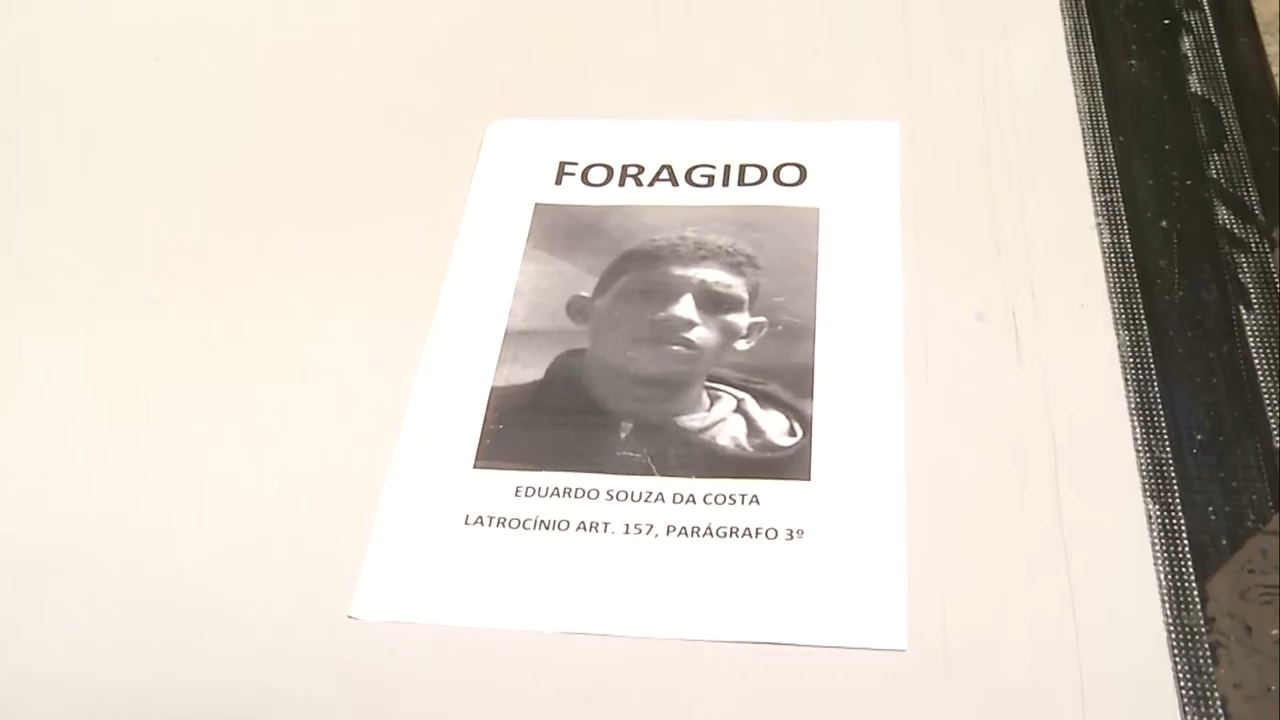 FORAGIDO
EDUARDO SOUZA DA COSTA
LATROCÍNIO ART. 157, PARÁGRAFO 3º